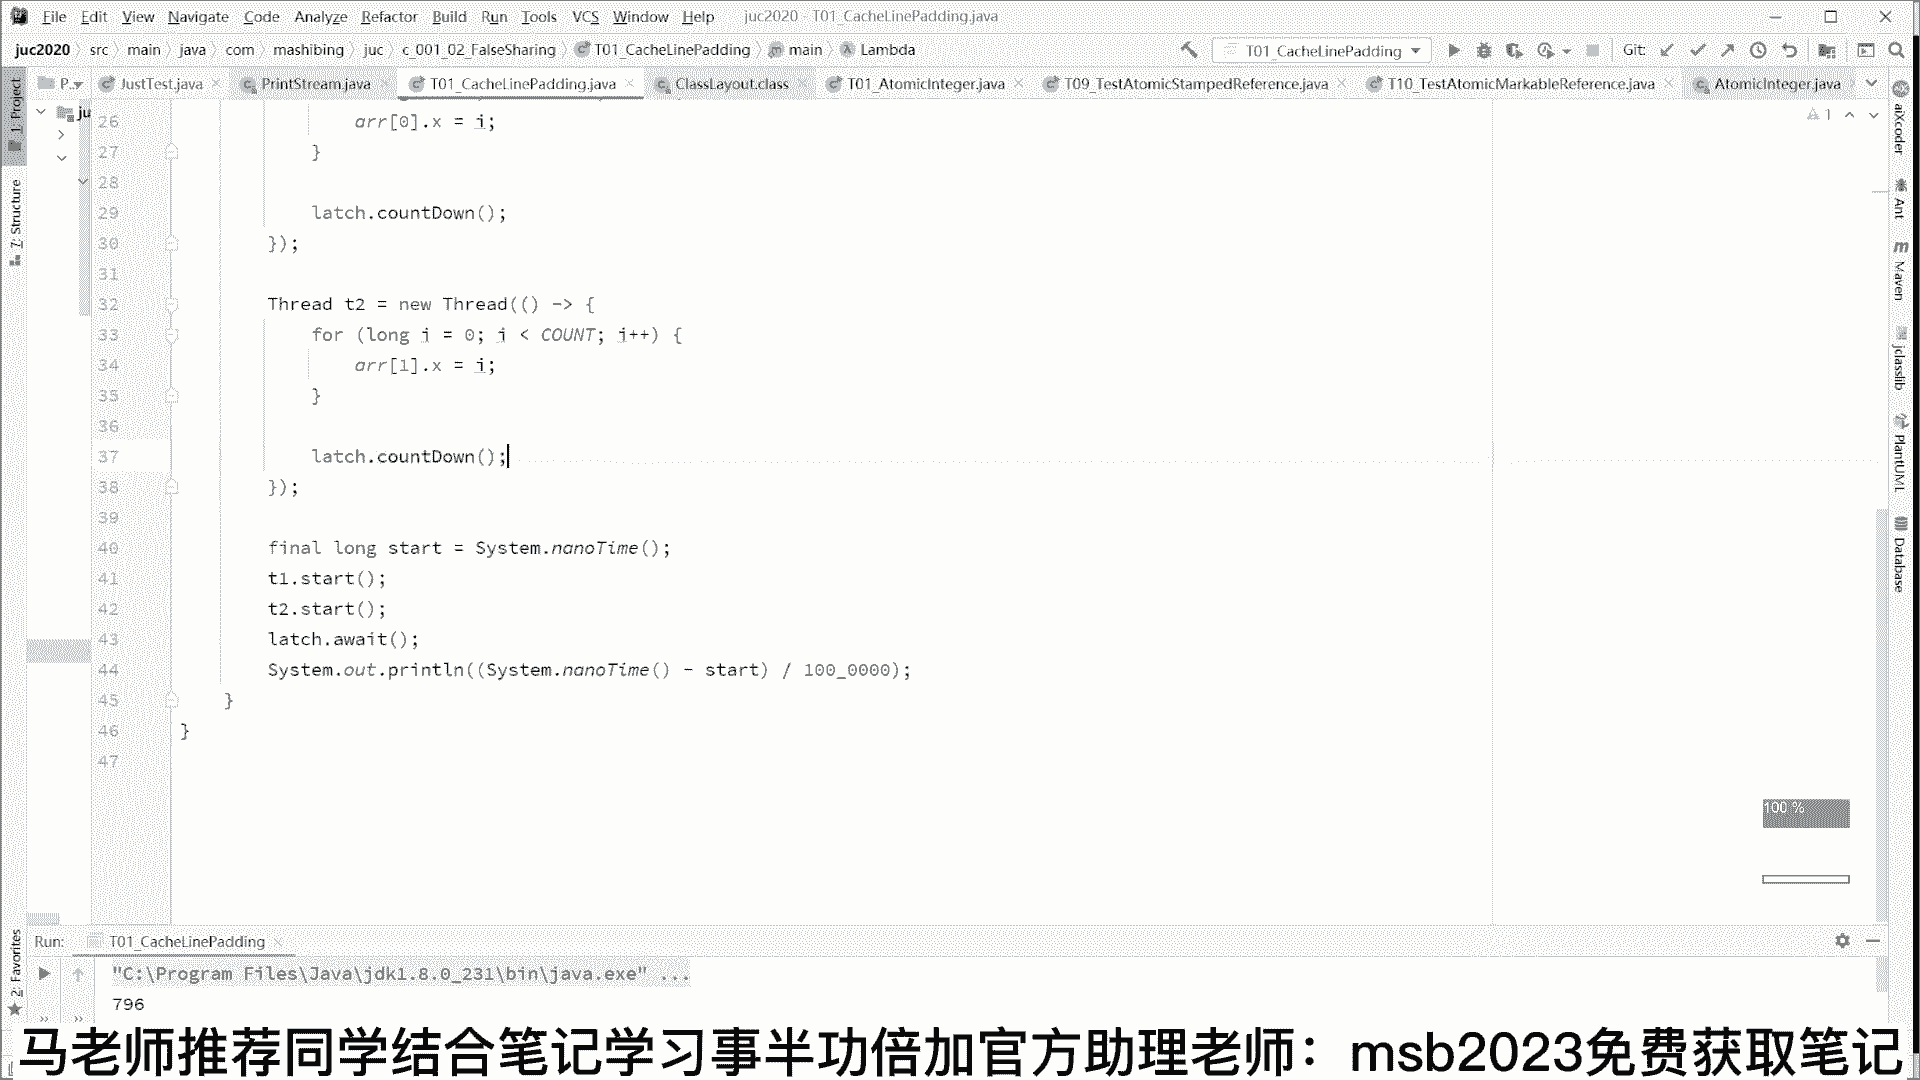 File Edit View Navigate Code Analyze Refactor Build Run Tools VCS Window Help juc2020 - T01_CacheLinePadding.java
juc2020 src main java com mashibing juc c_001_02_FalseSharing T01_CacheLinePadding main Lambda T01_CacheLinePadding Git:
P.. JustTest.java PrintStream.java T01_CacheLinePadding.java ClassLayout.class T01_AtomicInteger.java T09_TestAtomicStampedReference.java T10_TestAtomicMarkableReference.java AtomicInteger.java
1: Project
7: Structure
2: Favorites
ju
26 arr[0].x = i;
27 }
28
29 latch.countDown();
30 });
31
32 Thread t2 = new Thread(() -> {
33 for (long i = 0; i < COUNT; i++) {
34 arr[1].x = i;
35 }
36
37 latch.countDown();
38 });
39
40 final long start = System.nanoTime();
41 t1.start();
42 t2.start();
43 latch.await();
44 System.out.println((System.nanoTime() - start) / 100_0000);
45 }
46 }
47
1
aiXcoder
Ant
Maven
jclasslib
PlantUML
Database
100 %
Run: T01_CacheLinePadding
"C:\Program Files\Java\jdk1.8.0_231\bin\java.exe" ...
796
马老师推荐同学结合笔记学习事半功倍加官方助理老师：msb2023免费获取笔记